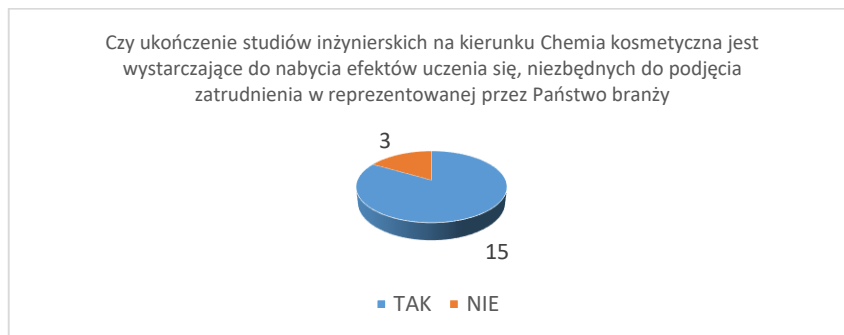 Czy ukończenie studiów inżynierskich na kierunku Chemia kosmetyczna jest
wystarczające do nabycia efektów uczenia się, niezbędnych do podjęcia
zatrudnienia w reprezentowanej przez Państwo branży
3
15
TAK NIE